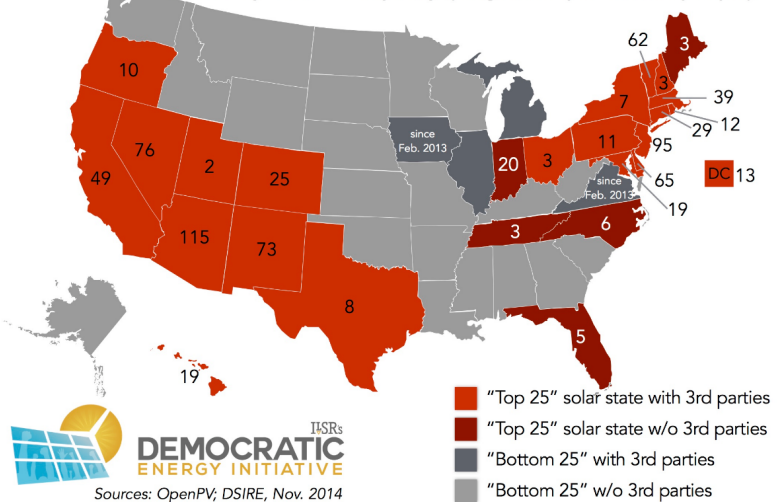 62
3
10
3
39
7
12
since
Feb. 2013
29
11
95
76
20
3
2
49
25
65
DC 13
since
Feb. 2013
19
115
73
3
6
8
5
19
"Top 25" solar state with 3rd parties
"Top 25" solar state w/o 3rd parties
"Bottom 25" with 3rd parties
"Bottom 25" w/o 3rd parties
ILSR's
DEMOCRATIC
ENERGY INITIATIVE
Sources: OpenPV; DSIRE, Nov. 2014